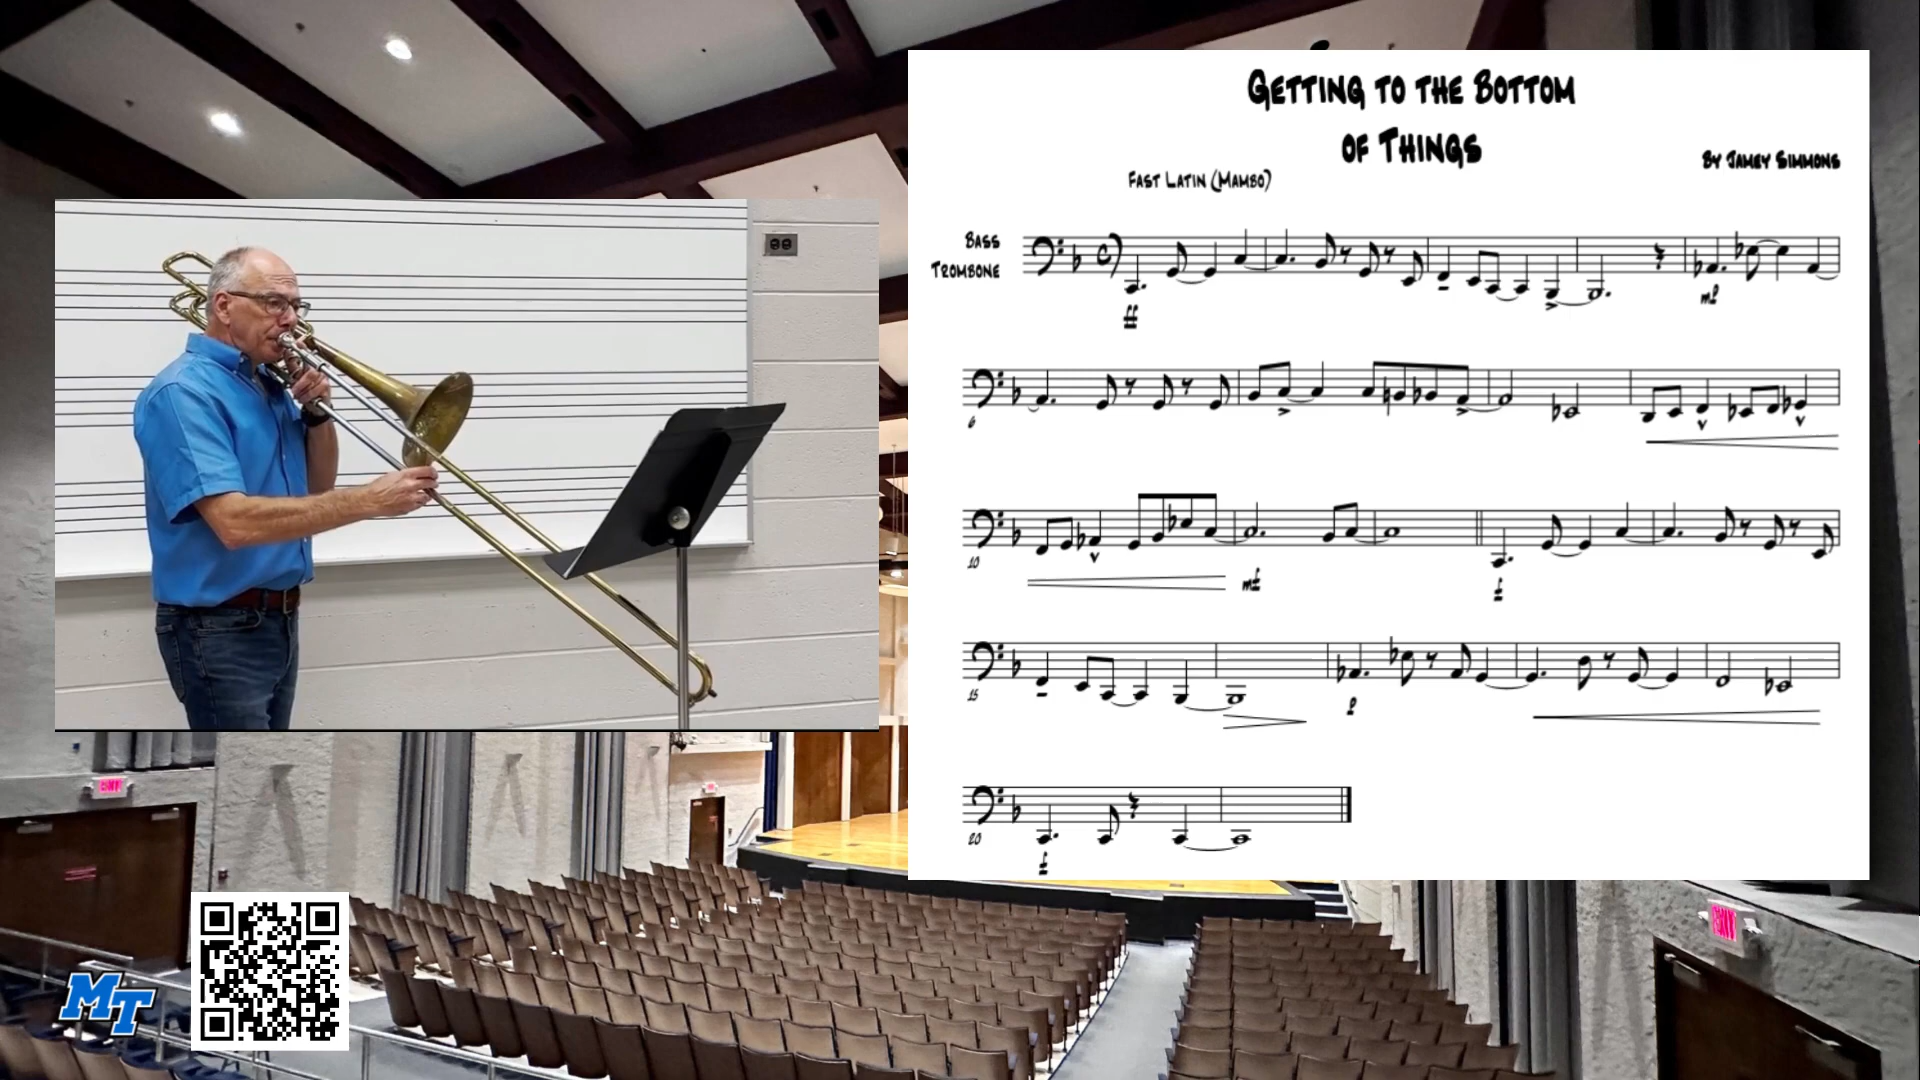 GETTING TO THE BOTTOM
OF THINGS
BY JAMEY SIMMONS
FAST LATIN (MAMBO)
BASS
TROMBONE
ff
mf
6
10
mf
f
15
p
20
f
MT